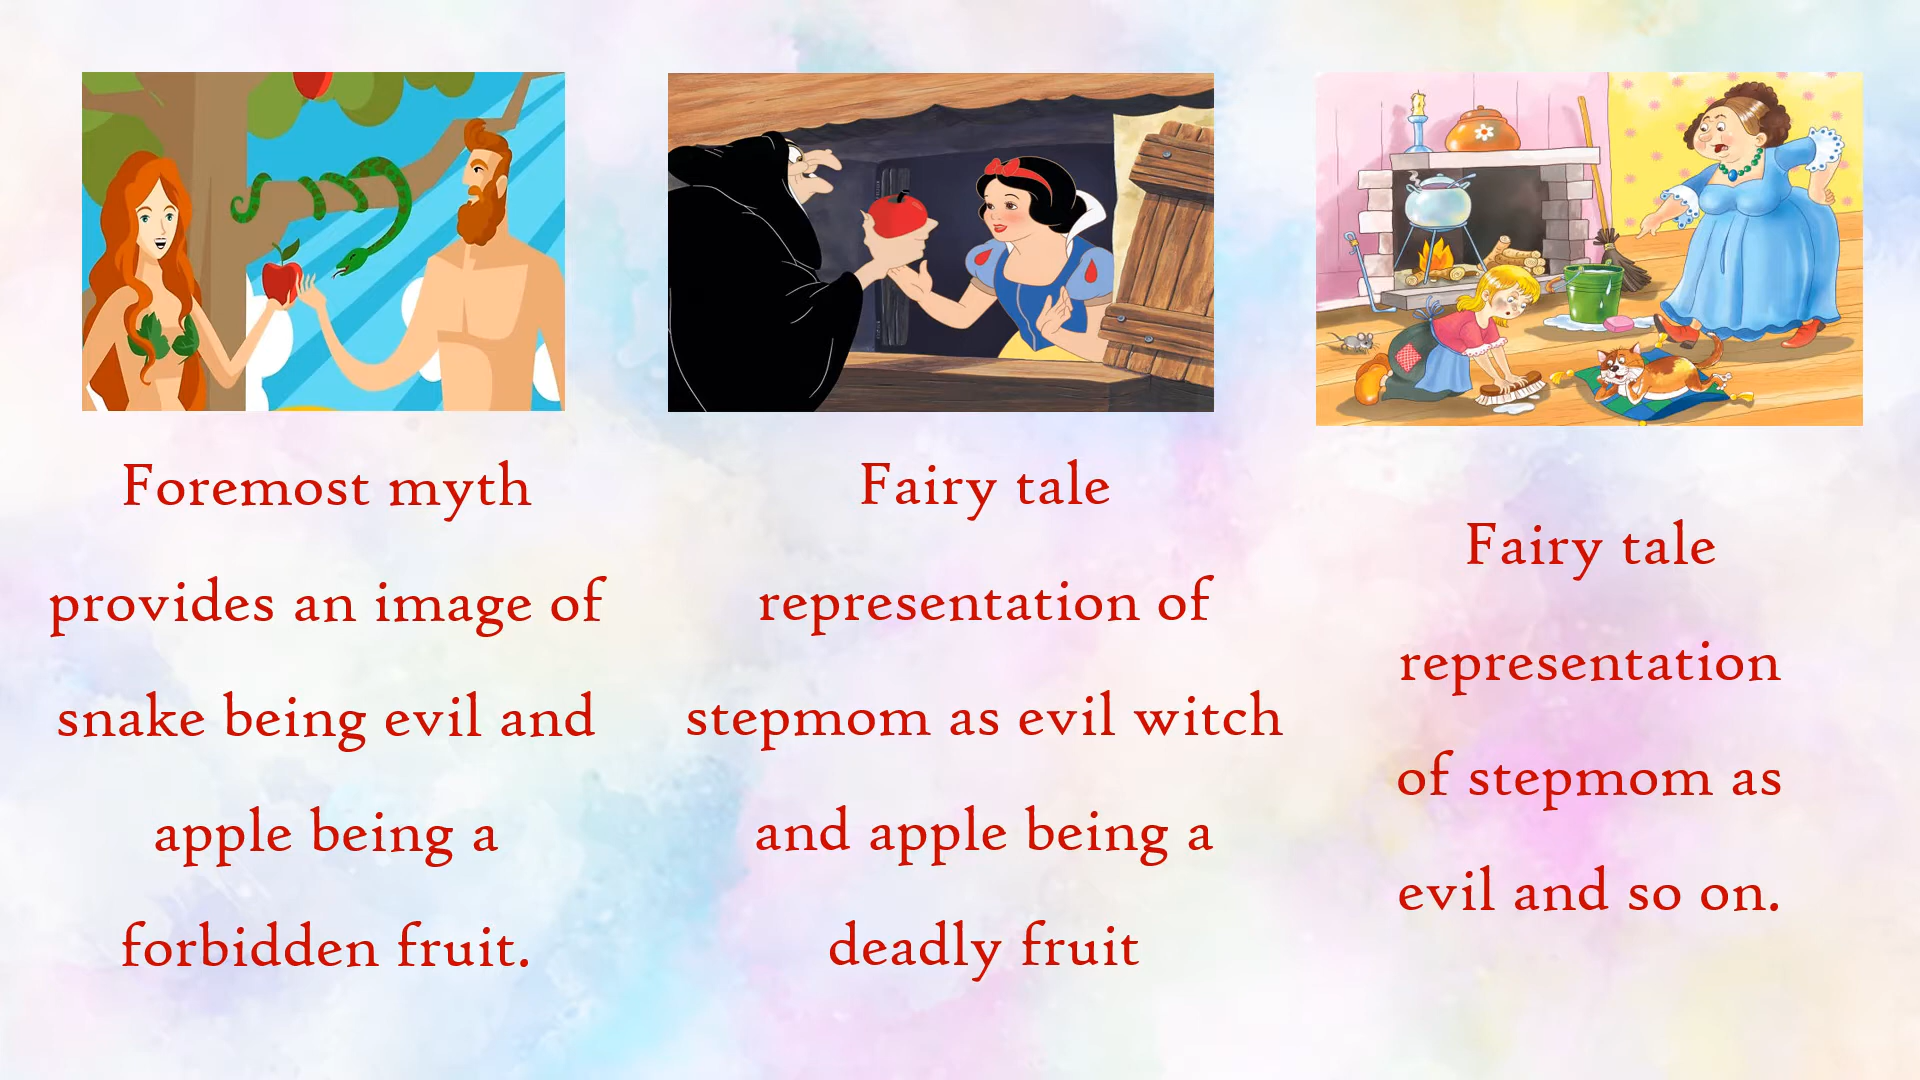 Foremost myth
provides an image of
snake being evil and
apple being a
forbidden fruit.
Fairy tale
representation of
stepmom as evil witch
and apple being a
deadly fruit
Fairy tale
representation
of stepmom as
evil and so on.